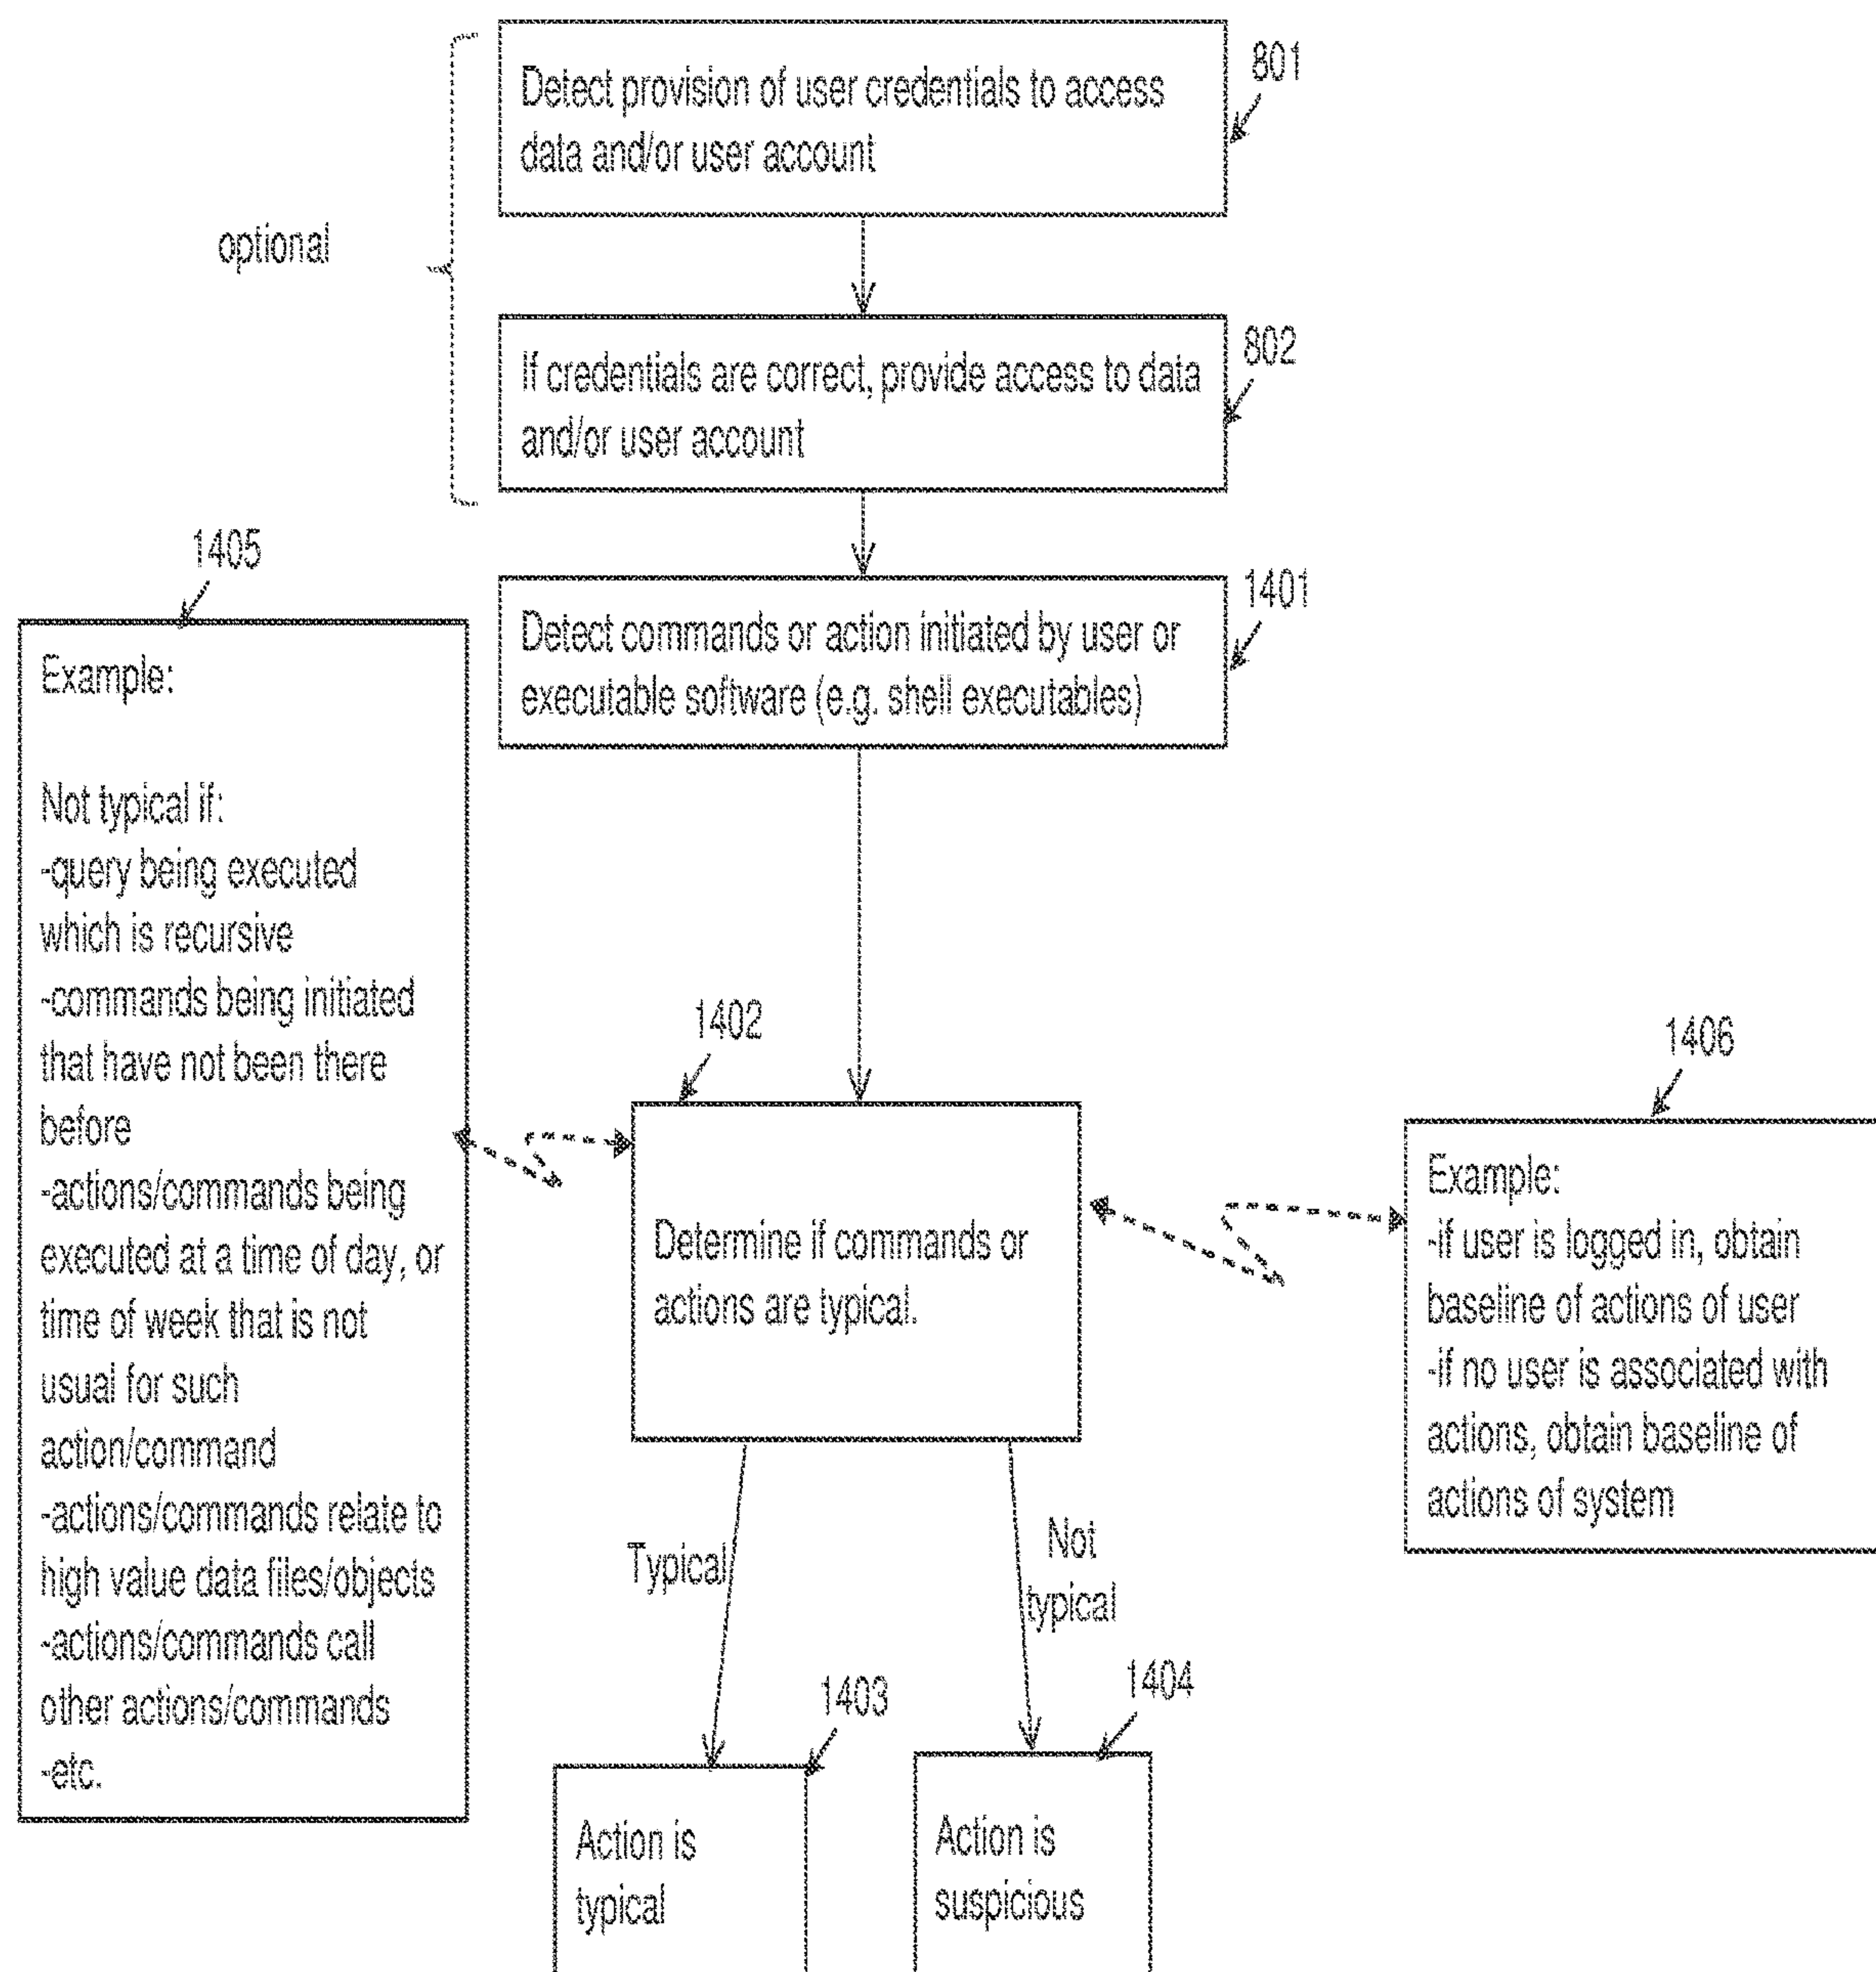 801
Detect provision of user credentials to access
data and/or user account
optional
802
If credentials are correct, provide access to data
and/or user account
1405
1401
Detect commands or action initiated by user or
executable software (e.g. shell executables)
Example:
Not typical if:
-query being executed
which is recursive
-commands being initiated
that have not been there
before
-actions/commands being
executed at a time of day, or
time of week that is not
usual for such
action/command
-actions/commands relate to
high value data files/objects
-actions/commands call
other actions/commands
-etc.
1402
Determine if commands or
actions are typical.
1406
Example:
-if user is logged in, obtain
baseline of actions of user
-if no user is associated with
actions, obtain baseline of
actions of system
Typical
Not
typical
1403
Action is
typical
1404
Action is
suspicious